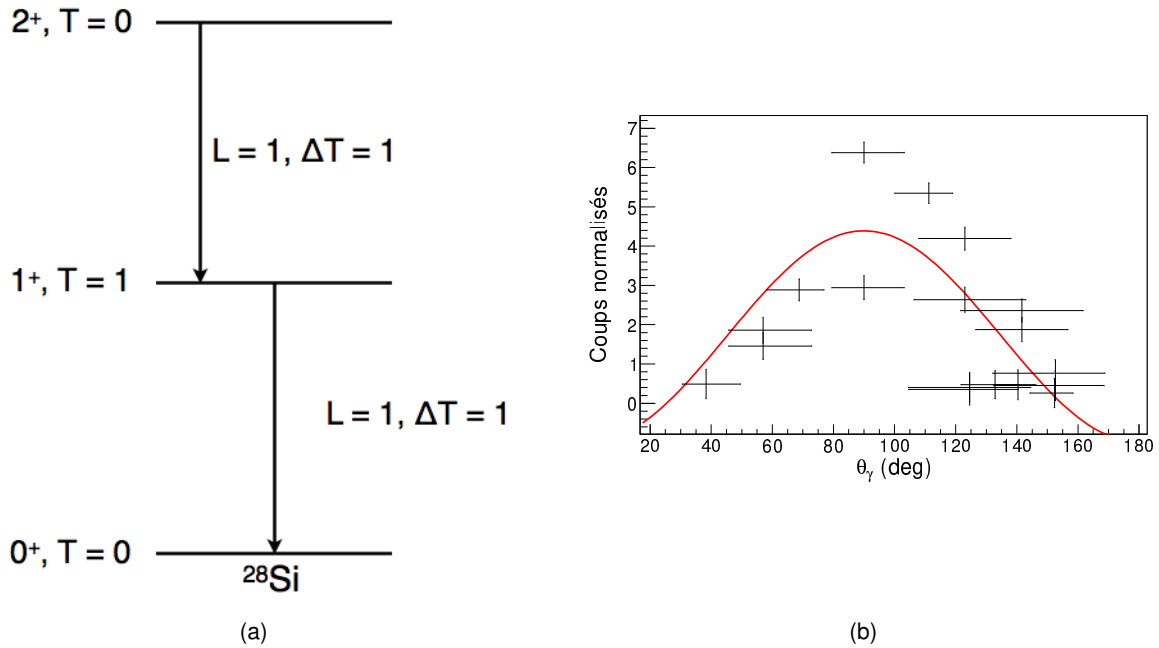 2⁺, T = 0
L = 1, ΔT = 1
1⁺, T = 1
L = 1, ΔT = 1
0⁺, T = 0
²⁸Si
(a)
Coups normalisés
7
6
5
4
3
2
1
0
20 40 60 80 100 120 140 160 180
θγ (deg)
(b)